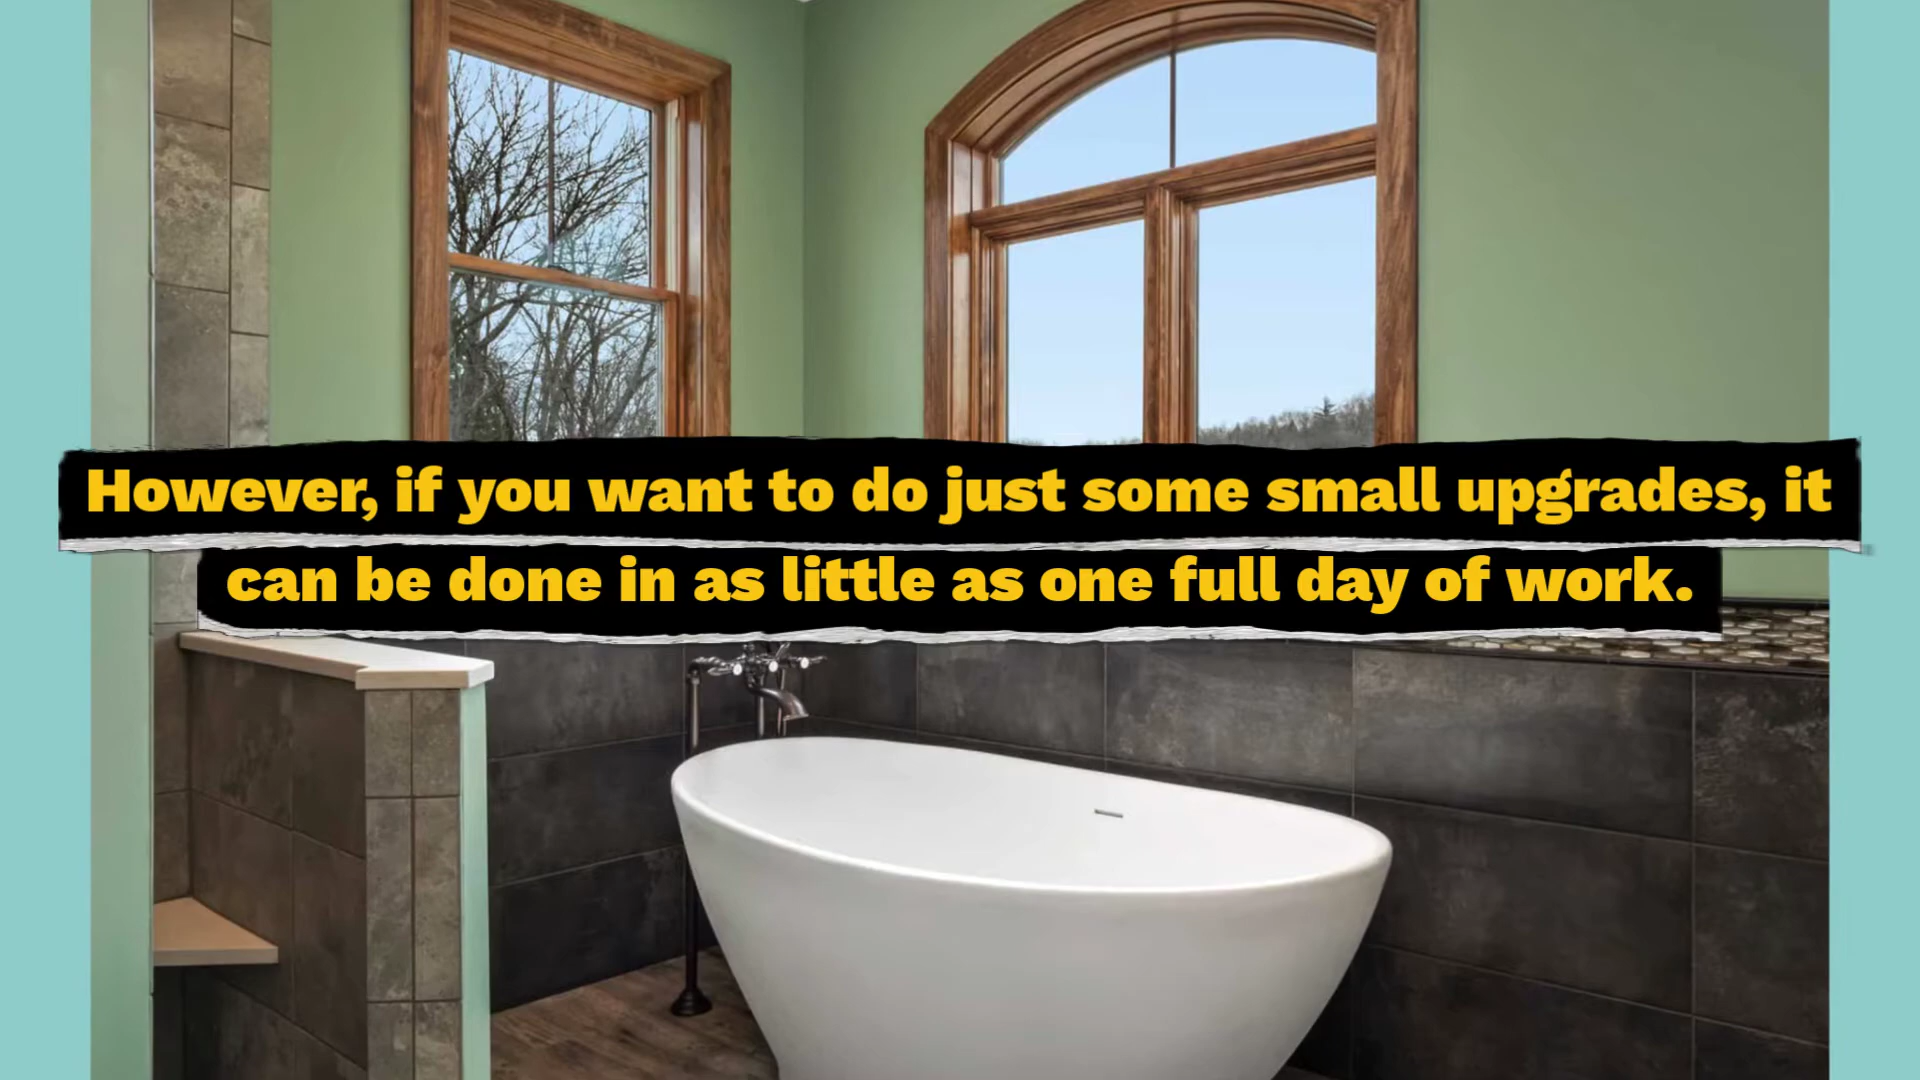 However, if you want to do just some small upgrades, it
can be done in as little as one full day of work.